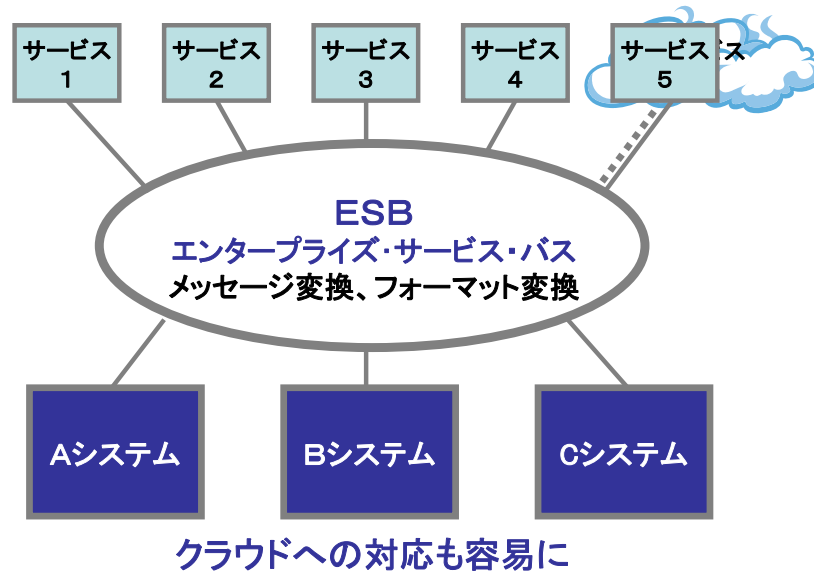 サービス
1
サービス
2
サービス
3
サービス
4
サービス
5
ESB
エンタープライズ・サービス・バス
メッセージ変換、フォーマット変換
Aシステム
Bシステム
Cシステム
クラウドへの対応も容易に